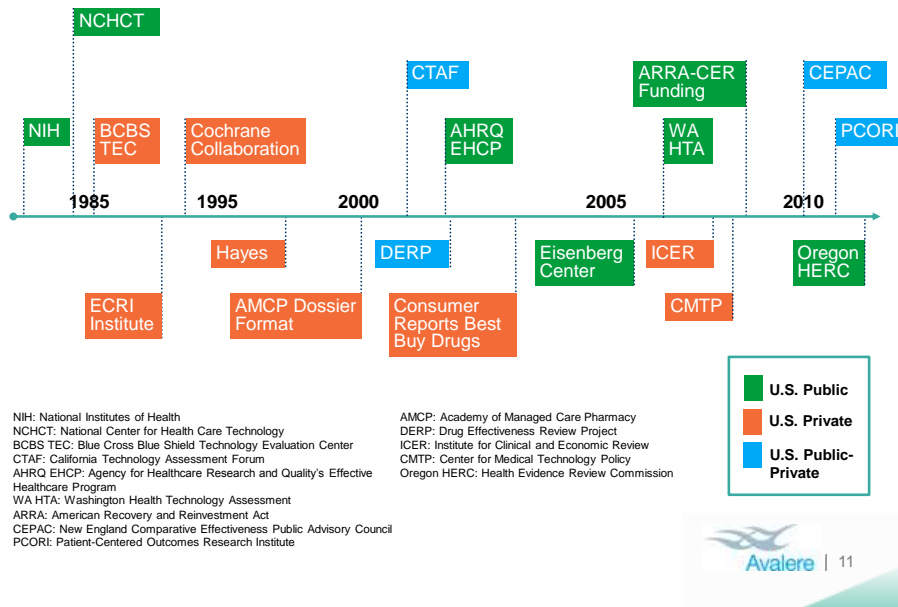 NCHCT
CTAF
ARRA-CER
Funding
CEPAC
NIH
BCBS
TEC
Cochrane
Collaboration
AHRQ
EHCP
WA
HTA
PCORI
1985
1995
2000
2005
2010
Hayes
DERP
Eisenberg
Center
ICER
Oregon
HERC
ECRI
Institute
AMCP Dossier
Format
Consumer
Reports Best
Buy Drugs
CMTP
U.S. Public
U.S. Private
U.S. Public-
Private
NIH: National Institutes of Health
NCHCT: National Center for Health Care Technology
BCBS TEC: Blue Cross Blue Shield Technology Evaluation Center
CTAF: California Technology Assessment Forum
AHRQ EHCP: Agency for Healthcare Research and Quality's Effective
Healthcare Program
WA HTA: Washington Health Technology Assessment
ARRA: American Recovery and Reinvestment Act
CEPAC: New England Comparative Effectiveness Public Advisory Council
PCORI: Patient-Centered Outcomes Research Institute
AMCP: Academy of Managed Care Pharmacy
DERP: Drug Effectiveness Review Project
ICER: Institute for Clinical and Economic Review
CMTP: Center for Medical Technology Policy
Oregon HERC: Health Evidence Review Commission
Avalere | 11